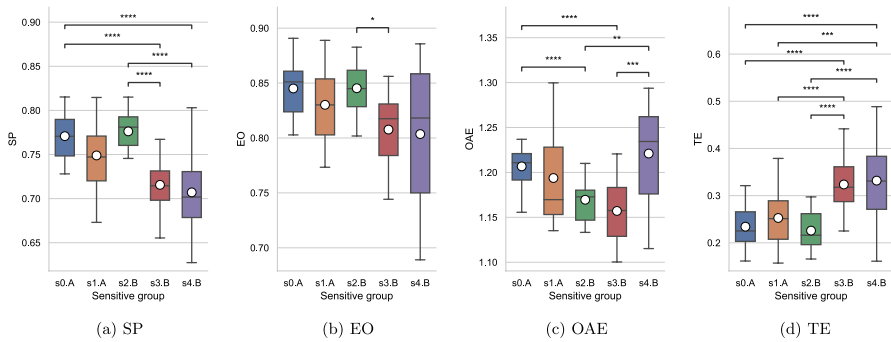 0.90
0.85
0.80
0.75
0.70
0.65
SP
****
****
****
****
s0.A s1.A s2.B s3.B s4.B
Sensitive group
(a) SP
0.90
0.85
0.80
0.75
0.70
EO
*
s0.A s1.A s2.B s3.B s4.B
Sensitive group
(b) EO
1.35
1.30
1.25
1.20
1.15
1.10
OAE
****
**
****
***
s0.A s1.A s2.B s3.B s4.B
Sensitive group
(c) OAE
0.6
0.5
0.4
0.3
0.2
TE
****
***
****
****
****
****
s0.A s1.A s2.B s3.B s4.B
Sensitive group
(d) TE